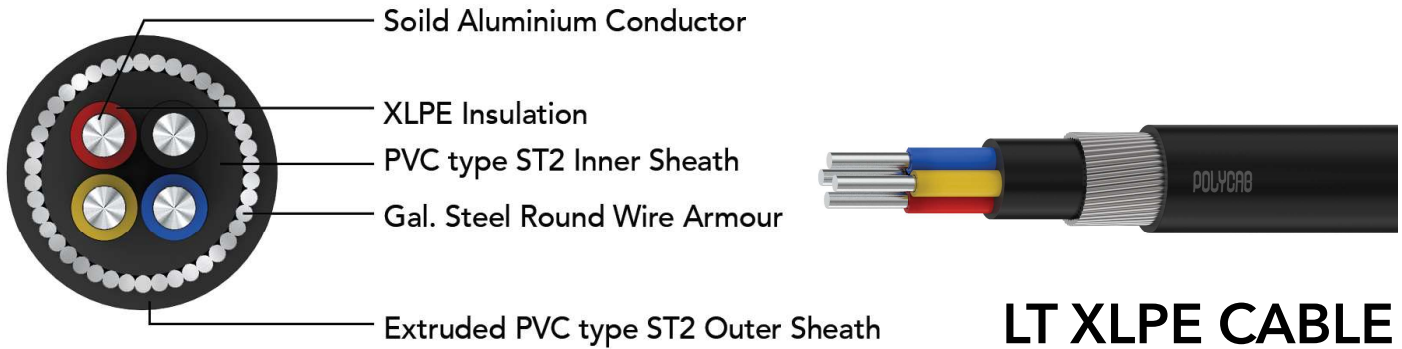 Soild Aluminium Conductor
XLPE Insulation
PVC type ST2 Inner Sheath
Gal. Steel Round Wire Armour
Extruded PVC type ST2 Outer Sheath
POLYCAB
LT XLPE CABLE